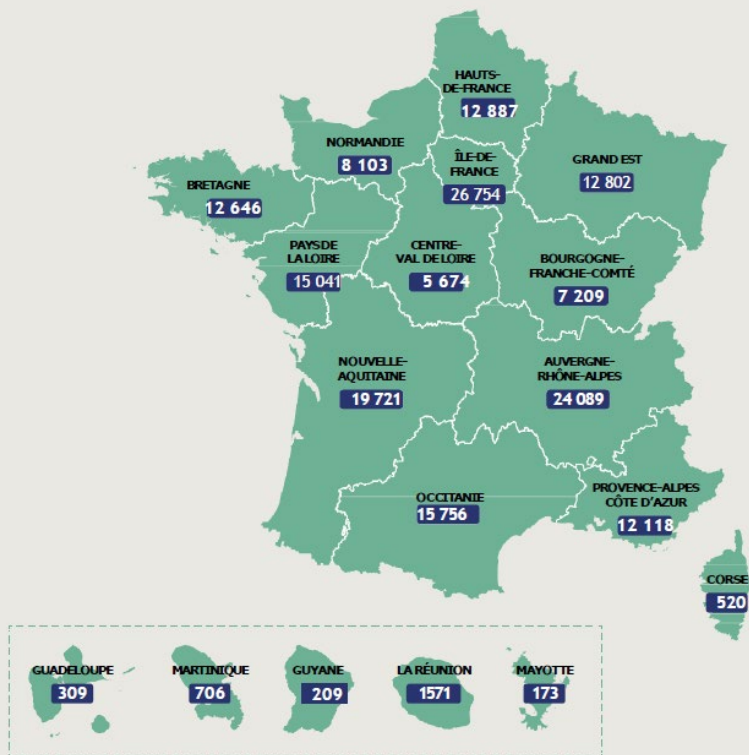 HAUTS-
DE-FRANCE
12 887
NORMANDIE
8 103
ÎLE-DE-
FRANCE
26 754
GRAND EST
12 802
BRETAGNE
12 646
PAYS DE
LA LOIRE
15 041
CENTRE-
VAL DE LOIRE
5 674
BOURGOGNE-
FRANCHE-COMTÉ
7 209
NOUVELLE-
AQUITAINE
19 721
AUVERGNE-
RHÔNE-ALPES
24 089
OCCITANIE
15 756
PROVENCE-ALPES
CÔTE D'AZUR
12 118
CORSE
520
GUADELOUPE
309
MARTINIQUE
706
GUYANE
209
LA RÉUNION
1571
MAYOTTE
173